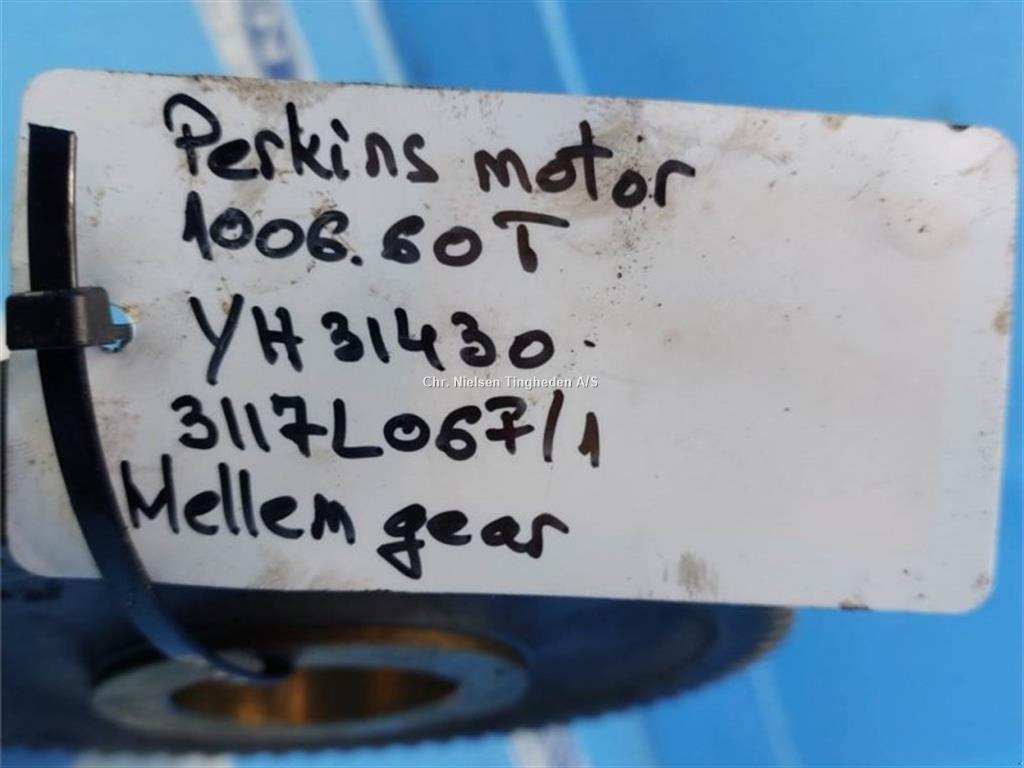 Perkins motor
1006.60T
YH31430
Chr. Nielsen Tingheden A/S
3117L067/1
Mellem gear